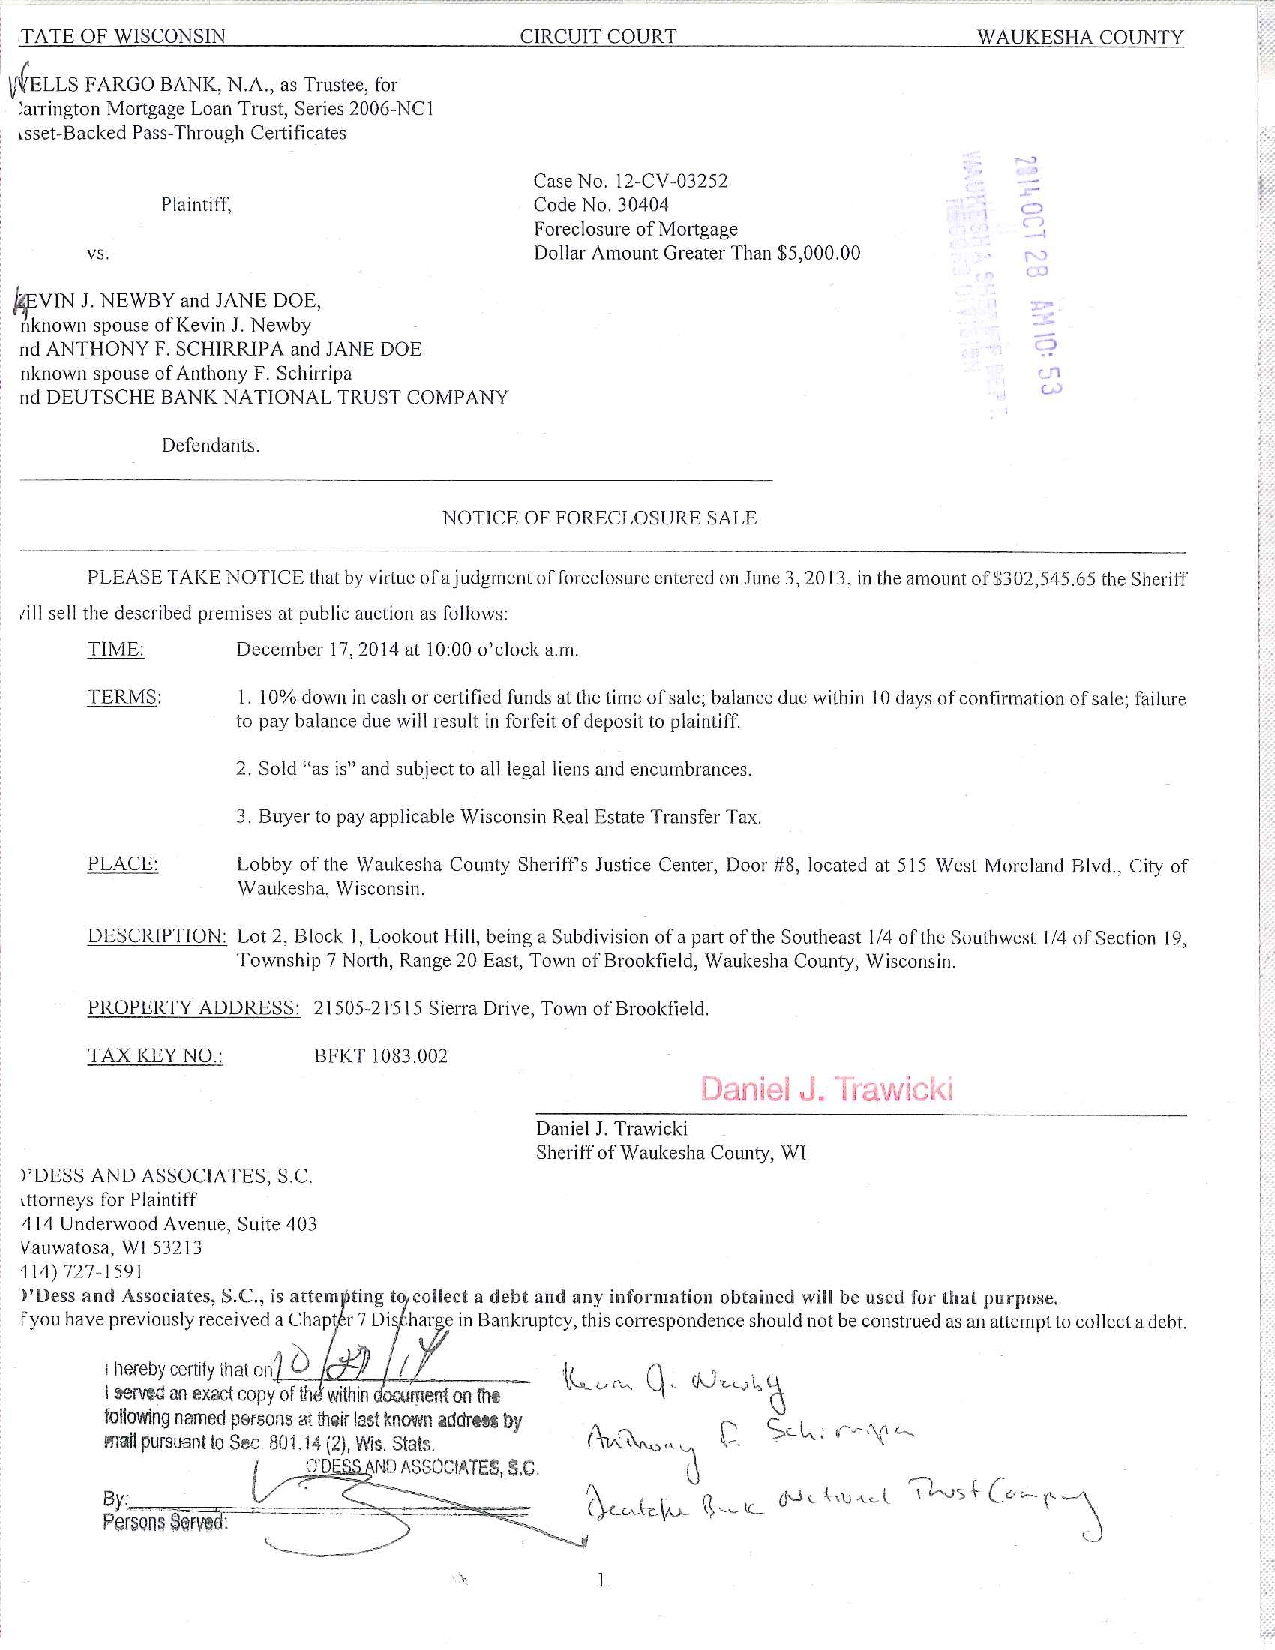 TATE OF WISCONSIN CIRCUIT COURT WAUKESHA COUNTY
WELLS FARGO BANK, N.A., as Trustee, for
arrington Mortgage Loan Trust, Series 2006-NC1
sset-Backed Pass-Through Certificates
Case No. 12-CV-03252
Plaintiff, Code No. 30404
Foreclosure of Mortgage
vs. Dollar Amount Greater Than $5,000.00
2014 OCT 28 AM 10: 53
KEVIN J. NEWBY and JANE DOE,
nknown spouse of Kevin J. Newby
nd ANTHONY F. SCHIRRIPA and JANE DOE
nknown spouse of Anthony F. Schirripa
nd DEUTSCHE BANK NATIONAL TRUST COMPANY
Defendants.
NOTICE OF FORECLOSURE SALE
PLEASE TAKE NOTICE that by virtue of a judgment of foreclosure entered on June 3, 2013, in the amount of $302,545.65 the Sheriff
ill sell the described premises at public auction as follows:
TIME: December 17, 2014 at 10:00 o'clock a.m.
TERMS: 1. 10% down in cash or certified funds at the time of sale; balance due within 10 days of confirmation of sale; failure
to pay balance due will result in forfeit of deposit to plaintiff.
2. Sold "as is" and subject to all legal liens and encumbrances.
3. Buyer to pay applicable Wisconsin Real Estate Transfer Tax.
PLACE: Lobby of the Waukesha County Sheriff's Justice Center, Door #8, located at 515 West Moreland Blvd., City of
Waukesha, Wisconsin.
DESCRIPTION: Lot 2, Block 1, Lookout Hill, being a Subdivision of a part of the Southeast 1/4 of the Southwest 1/4 of Section 19,
Township 7 North, Range 20 East, Town of Brookfield, Waukesha County, Wisconsin.
PROPERTY ADDRESS: 21505-21515 Sierra Drive, Town of Brookfield.
TAX KEY NO.: BFKT 1083.002
Daniel J. Trawicki
Daniel J. Trawicki
Sheriff of Waukesha County, WI
'DESS AND ASSOCIATES, S.C.
ttorneys for Plaintiff
414 Underwood Avenue, Suite 403
Vauwatosa, WI 53213
414) 727-1591
'Dess and Associates, S.C., is attempting to collect a debt and any information obtained will be used for that purpose.
f you have previously received a Chapter 7 Discharge in Bankruptcy, this correspondence should not be construed as an attempt to collect a debt.
I hereby certify that on 10/29/14
I served an exact copy of the within document on the
following named persons at their last known address by
mail pursuant to Sec. 801.14 (2), Wis. Stats.
O'DESS AND ASSOCIATES, S.C.
By:
Persons Served:
Kevin J. Newby
Anthony F. Schirripa
Deutche Bank National Trust Company
1